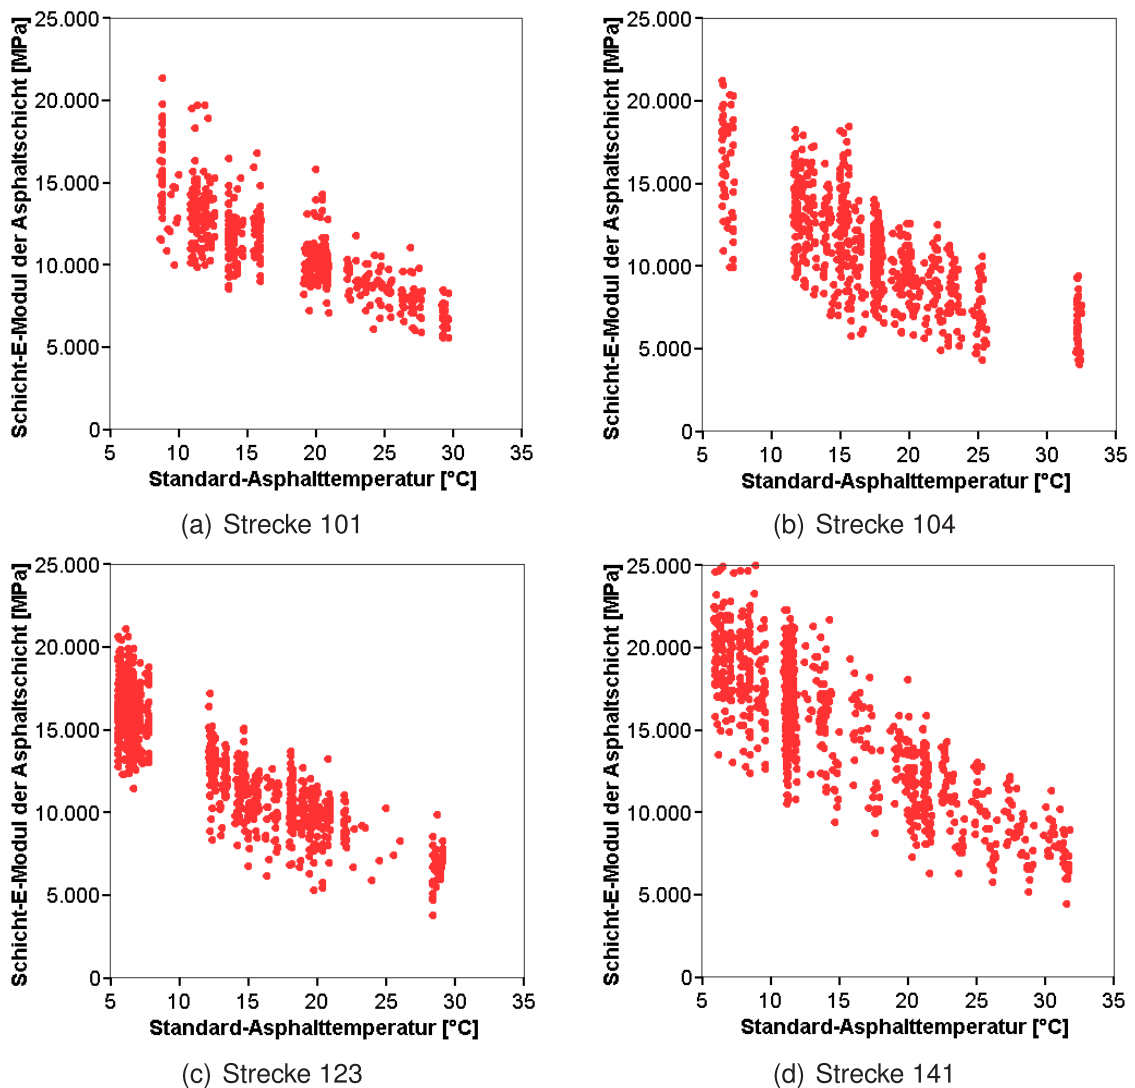 Schicht-E-Modul der Asphaltschicht [MPa]
25.000
20.000
15.000
10.000
5.000
0
5 10 15 20 25 30 35
Standard-Asphalttemperatur [°C]
(a) Strecke 101
Schicht-E-Modul der Asphaltschicht [MPa]
25.000
20.000
15.000
10.000
5.000
0
5 10 15 20 25 30 35
Standard-Asphalttemperatur [°C]
(b) Strecke 104
Schicht-E-Modul der Asphaltschicht [MPa]
25.000
20.000
15.000
10.000
5.000
0
5 10 15 20 25 30 35
Standard-Asphalttemperatur [°C]
(c) Strecke 123
Schicht-E-Modul der Asphaltschicht [MPa]
25.000
20.000
15.000
10.000
5.000
0
5 10 15 20 25 30 35
Standard-Asphalttemperatur [°C]
(d) Strecke 141